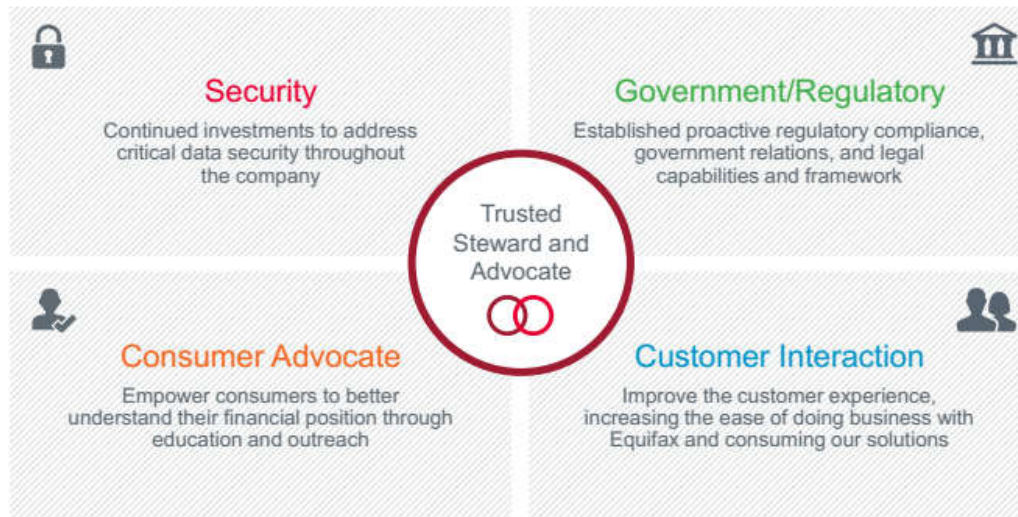 Security
Continued investments to address
critical data security throughout
the company
Government/Regulatory
Established proactive regulatory compliance,
government relations, and legal
capabilities and framework
Trusted
Steward and
Advocate
Consumer Advocate
Empower consumers to better
understand their financial position through
education and outreach
Customer Interaction
Improve the customer experience,
increasing the ease of doing business with
Equifax and consuming our solutions